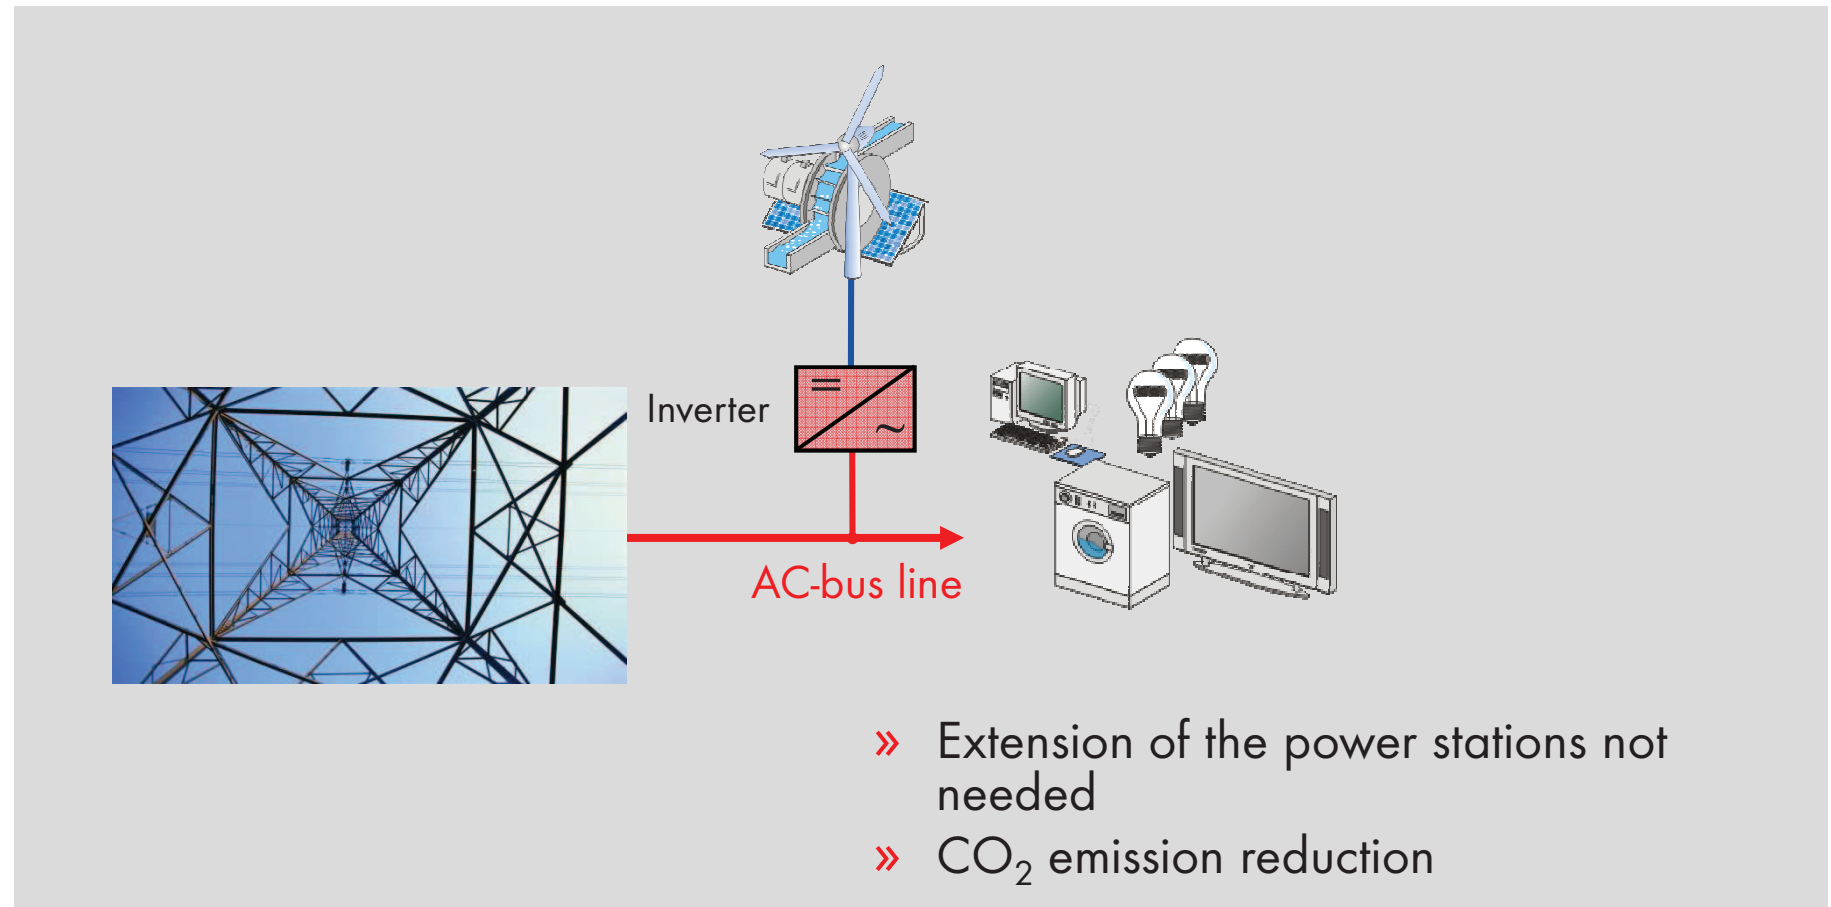 Inverter
AC-bus line
» Extension of the power stations not
needed
» CO₂ emission reduction